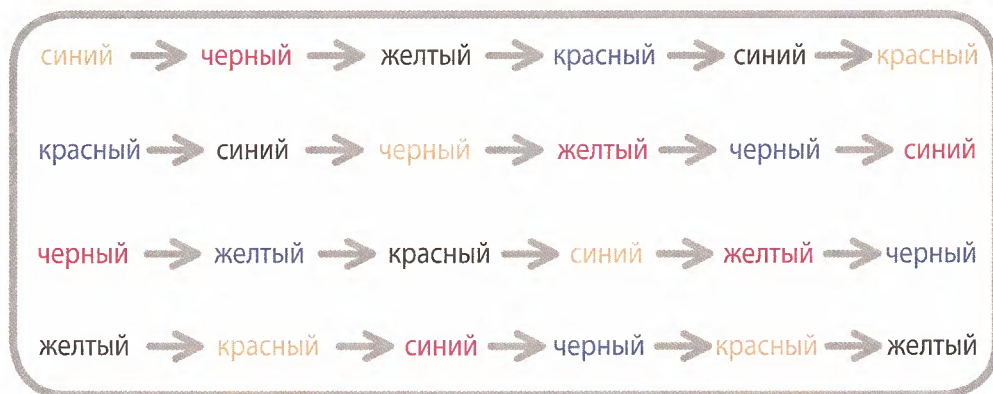 синий → черный → желтый → красный → синий → красный
красный → синий → черный → желтый → черный → синий
черный → желтый → красный → синий → желтый → черный
желтый → красный → синий → черный → красный → желтый